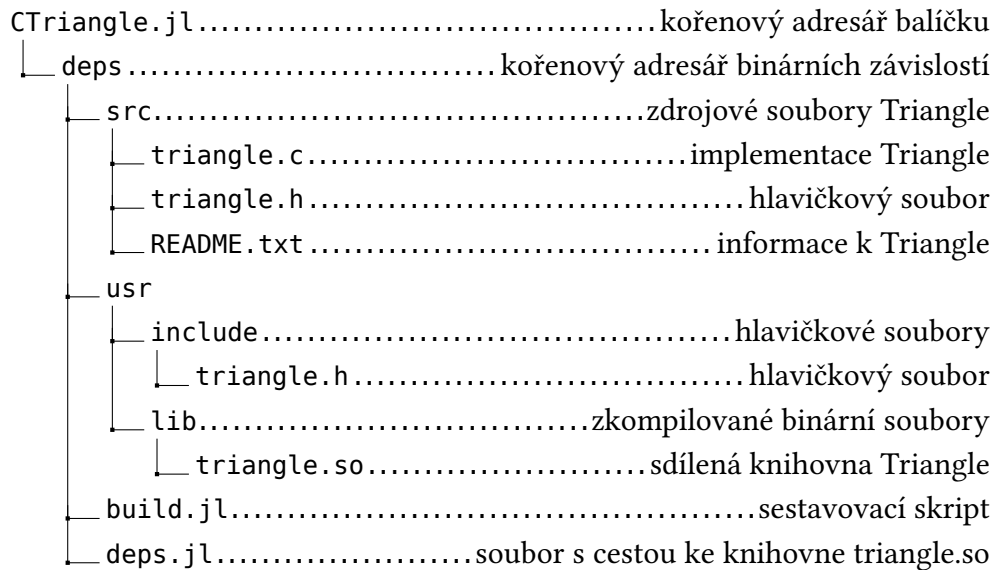 CTriangle.jl........................................kořenový adresář balíčku
deps................................kořenový adresář binárních závislostí
src...........................................zdrojové soubory Triangle
triangle.c.................................implementace Triangle
triangle.h......................................hlavičkový soubor
README.txt...................................informace k Triangle
usr
include.........................................hlavičkové soubory
triangle.h..................................hlavičkový soubor
lib..................................zkompilované binární soubory
triangle.so.........................sdílená knihovna Triangle
build.jl..............................................sestavovací skript
deps.jl.......................soubor s cestou ke knihovne triangle.so